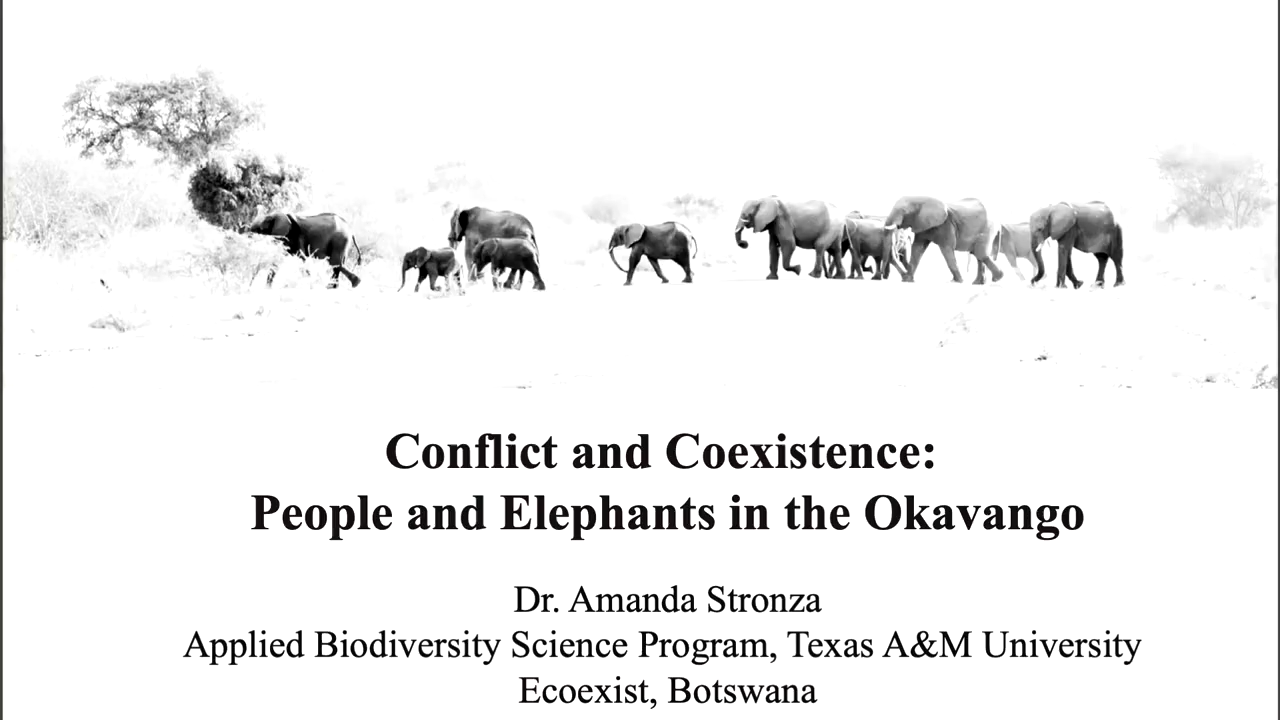 Conflict and Coexistence:
People and Elephants in the Okavango
Dr. Amanda Stronza
Applied Biodiversity Science Program, Texas A&M University
Ecoexist, Botswana